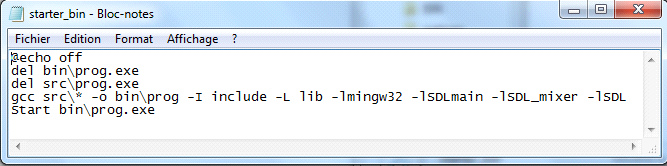 starter_bin - Bloc-notes
Fichier Edition Format Affichage ?
@echo off
del bin\prog.exe
del src\prog.exe
gcc src\* -o bin\prog -I include -L lib -lmingw32 -lSDLmain -lSDL_mixer -lSDL
start bin\prog.exe